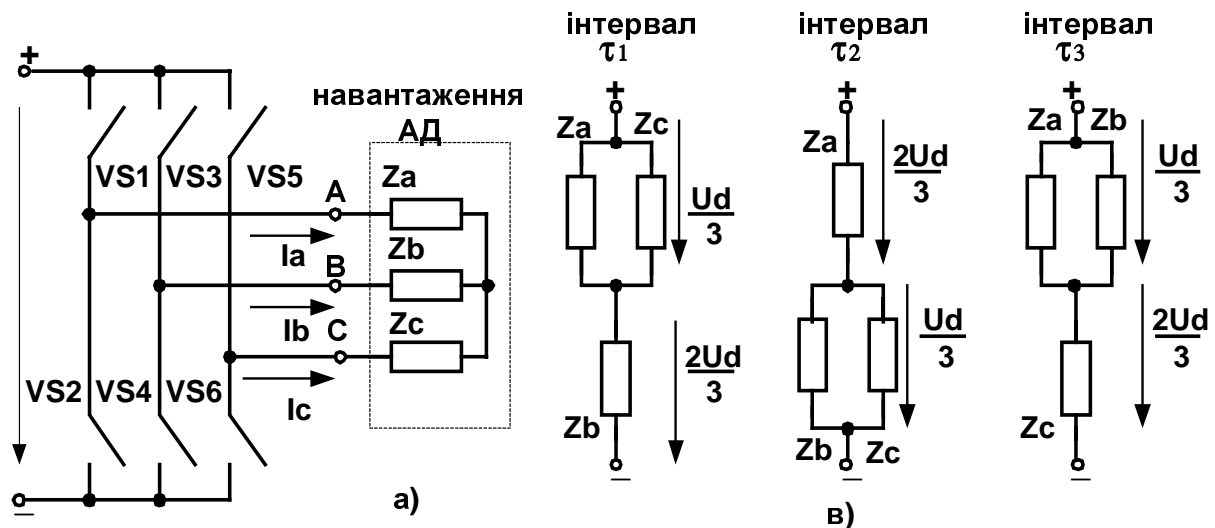 +
навантаження
АД
VS1 VS3 VS5
Za
A
Ia
Zb
B
Ib
Zc
C
Ic
VS2 VS4 VS6
–
а)
інтервал
τ1
+
Za Zc
Ud
3
2Ud
3
Zb
–
інтервал
τ2
+
Za
2Ud
3
Ud
3
Zb Zc
–
інтервал
τ3
+
Za Zb
Ud
3
2Ud
3
Zc
–
в)